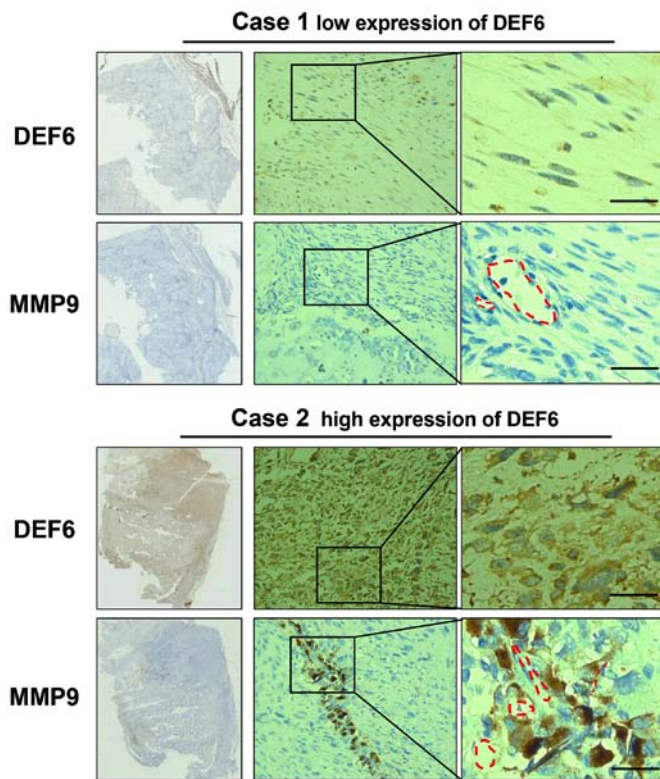 Case 1 low expression of DEF6
DEF6
MMP9
Case 2 high expression of DEF6
DEF6
MMP9